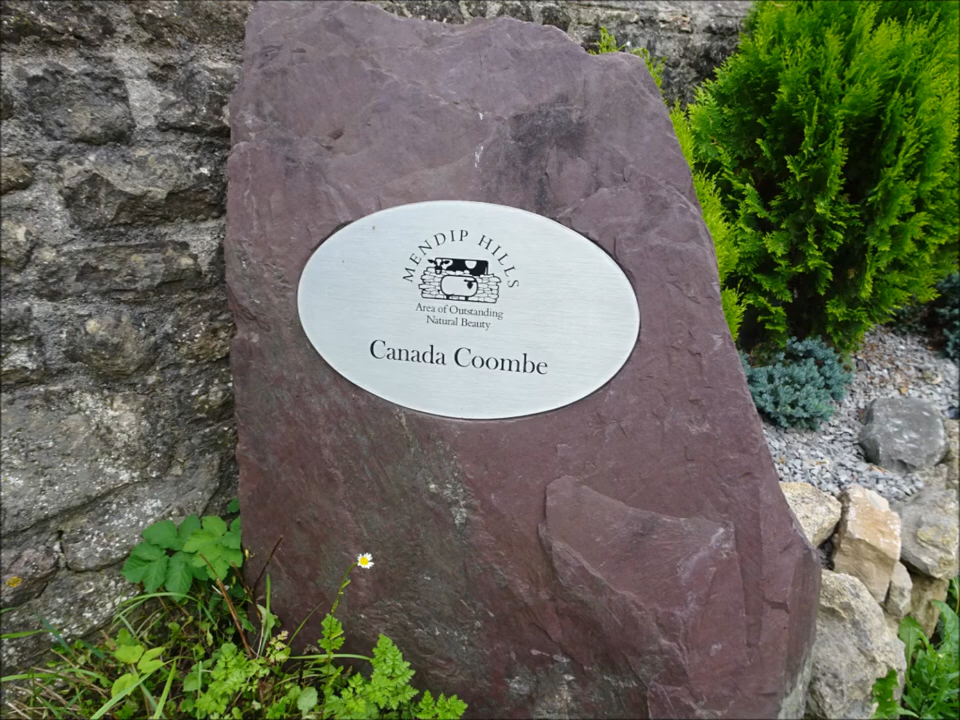 MENDIP HILLS
Area of Outstanding
Natural Beauty
Canada Coombe